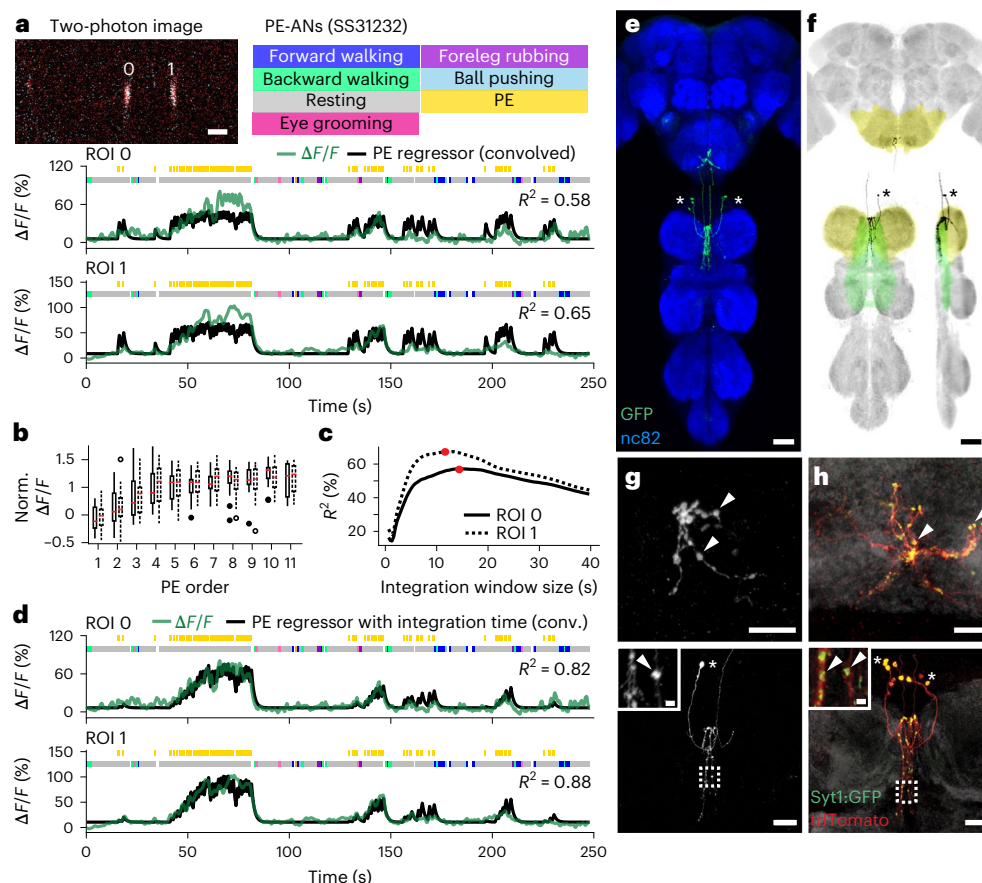 a
Two-photon image
PE-ANs (SS31232)
0 1
Forward walking
Foreleg rubbing
Backward walking
Ball pushing
Resting
PE
Eye grooming
ROI 0
ΔF/F
PE regressor (convolved)
120
60
0
ΔF/F (%)
R² = 0.58
ROI 1
150
100
50
0
ΔF/F (%)
R² = 0.65
0 50 100 150 200 250
Time (s)
b
Norm.
ΔF/F
1.5
1.0
0
–0.5
1 2 3 4 5 6 7 8 9 10 11
PE order
c
R² (%)
60
40
20
0
ROI 0
ROI 1
0 10 20 30 40
Integration window size (s)
d
ROI 0
ΔF/F
PE regressor with integration time (conv.)
120
60
0
ΔF/F (%)
R² = 0.82
ROI 1
150
100
50
0
ΔF/F (%)
R² = 0.88
0 50 100 150 200 250
Time (s)
e
* *
GFP
nc82
f
* *
g
*
h
* *
Syt1:GFP
tdTomato